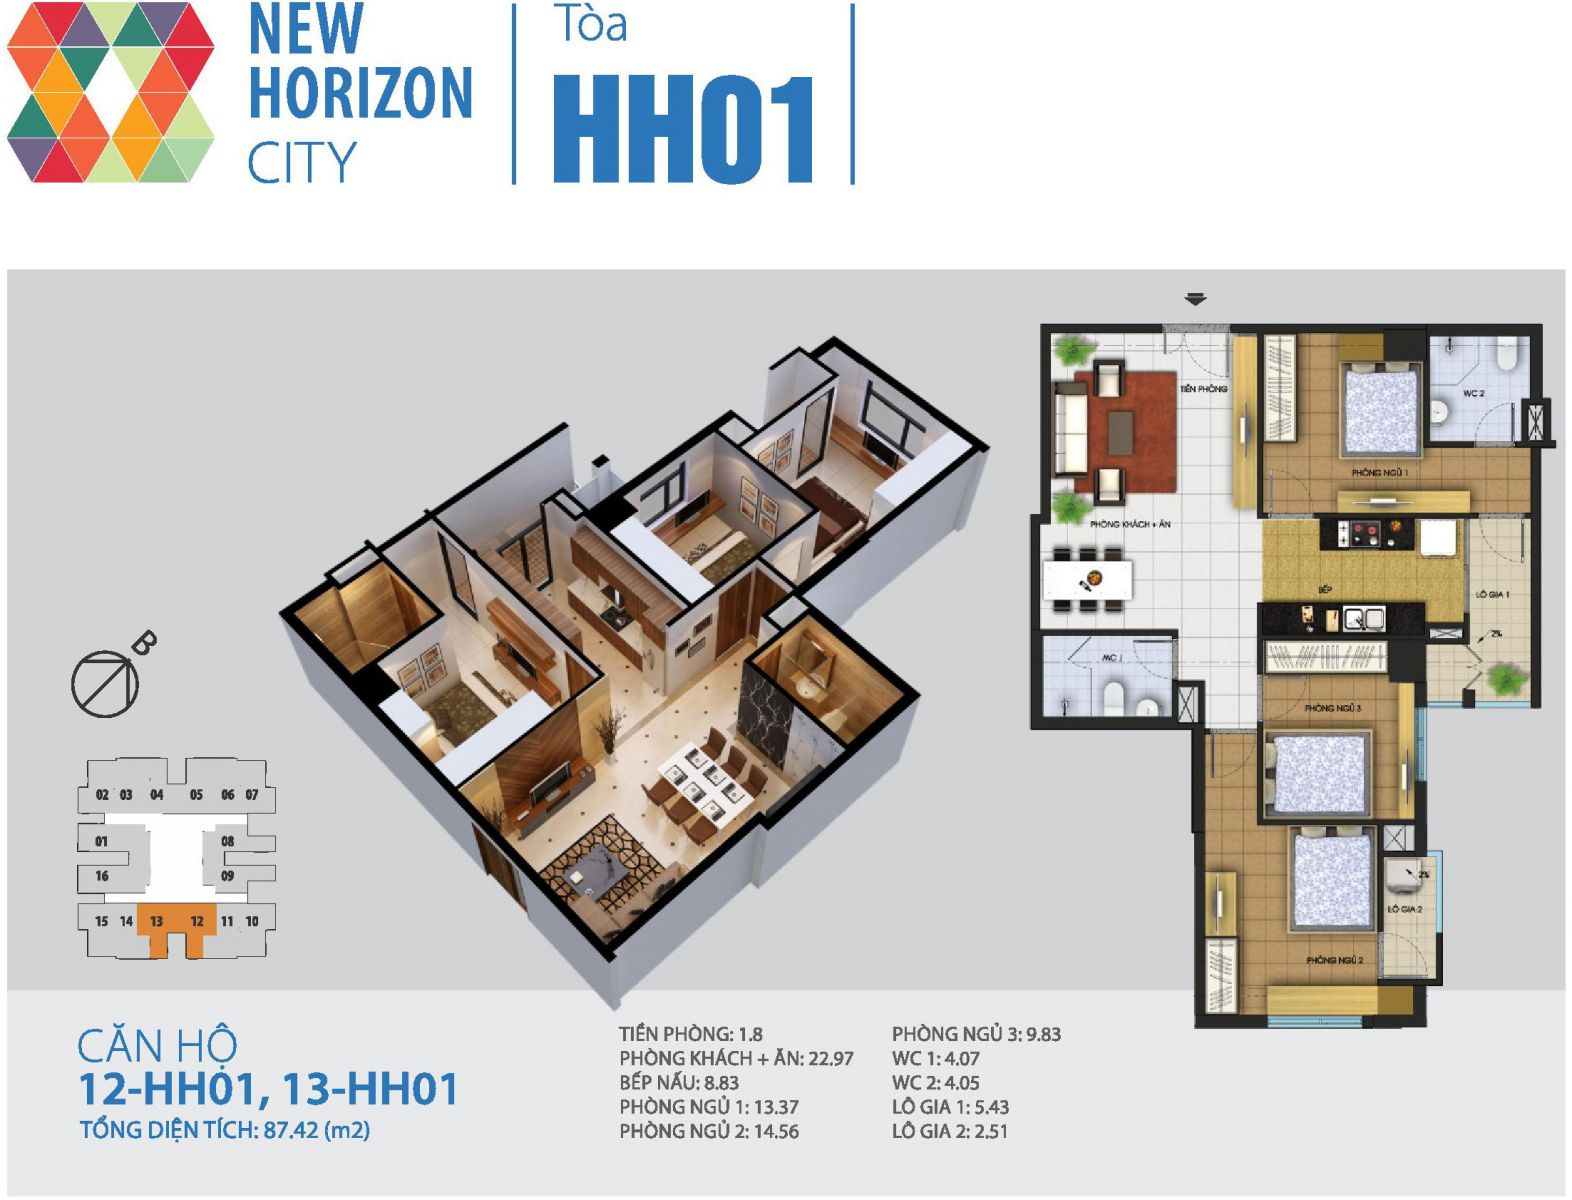 NEW
HORIZON
CITY
Tòa
HH01
TIỀN PHÒNG
WC 2
PHÒNG NGỦ 1
PHÒNG KHÁCH + ĂN
BẾP
LÔ GIA 1
2%
WC 1
PHÒNG NGỦ 3
2%
LÔ GIA 2
PHÒNG NGỦ 2
B
02 03 04 05 06 07
01 08
16 09
15 14 13 12 11 10
CĂN HỘ
12-HH01, 13-HH01
TỔNG DIỆN TÍCH: 87.42 (m2)
TIỀN PHÒNG: 1.8
PHÒNG KHÁCH + ĂN: 22.97
BẾP NẤU: 8.83
PHÒNG NGỦ 1: 13.37
PHÒNG NGỦ 2: 14.56
PHÒNG NGỦ 3: 9.83
WC 1: 4.07
WC 2: 4.05
LÔ GIA 1: 5.43
LÔ GIA 2: 2.51